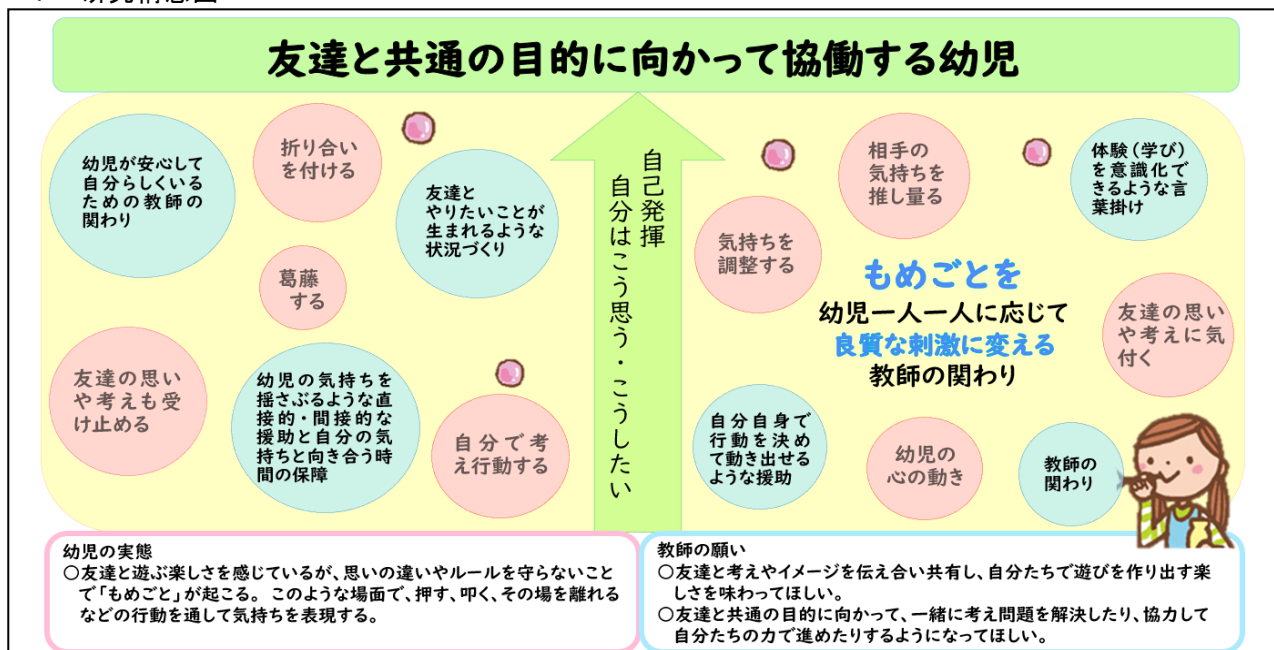 友達と共通の目的に向かって協働する幼児
幼児が安心して
自分らしくいる
ための教師の
関わり
折り合い
を付ける
友達と
やりたいことが
生まれるような
状況づくり
葛藤
する
友達の思い
や考えも受
け止める
幼児の気持ちを
揺さぶるような直
接的・間接的な
援助と自分の気
持ちと向き合う時
間の保障
自分で考
え行動する
自己発揮
自分はこう思う・こうしたい
相手の
気持ちを
推し量る
体験(学び)
を意識化で
きるような言
葉掛け
気持ちを
調整する
もめごとを
幼児一人一人に応じて
良質な刺激に変える
教師の関わり
友達の思い
や考えに気
付く
自分自身で
行動を決め
て動き出せる
ような援助
幼児の
心の動き
教師の
関わり
幼児の実態
○友達と遊ぶ楽しさを感じているが、思いの違いやルールを守らないこと
で「もめごと」が起こる。このような場面で、押す、叩く、その場を離れる
などの行動を通して気持ちを表現する。
教師の願い
○友達と考えやイメージを伝え合い共有し、自分たちで遊びを作り出す楽
しさを味わってほしい。
○友達と共通の目的に向かって、一緒に考え問題を解決したり、協力して
自分たちの力で進めたりするようになってほしい。